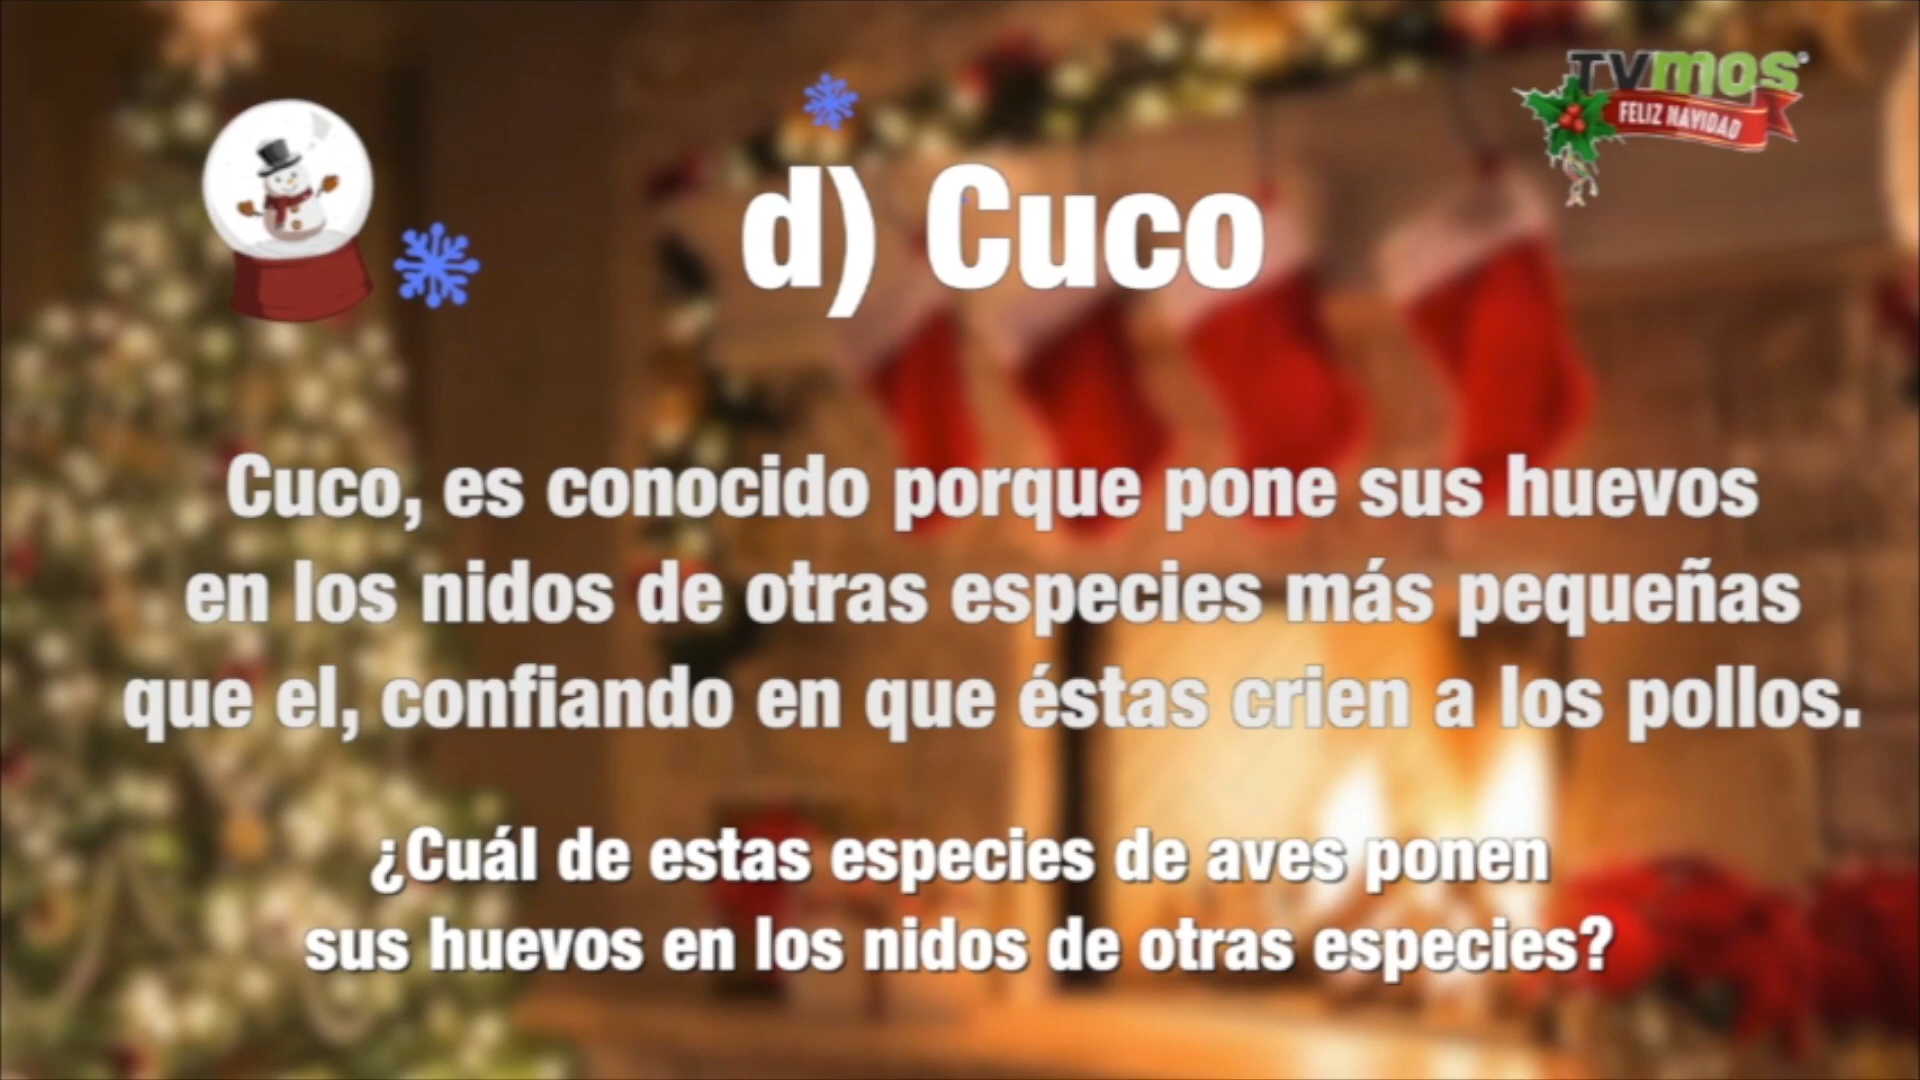 TVmos
FELIZ NAVIDAD
d) Cuco
Cuco, es conocido porque pone sus huevos
en los nidos de otras especies más pequeñas
que el, confiando en que éstas crien a los pollos.
¿Cuál de estas especies de aves ponen
sus huevos en los nidos de otras especies?